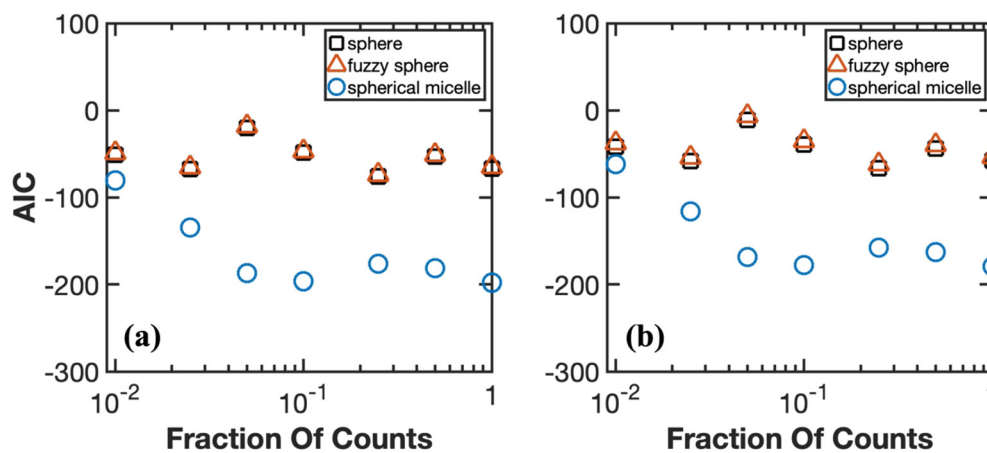 100
0
-100
-200
-300
AIC
sphere
fuzzy sphere
spherical micelle
(a)
10-2
10-1
1
Fraction Of Counts
100
0
-100
-200
-300
sphere
fuzzy sphere
spherical micelle
(b)
10-2
10-1
Fraction Of Counts